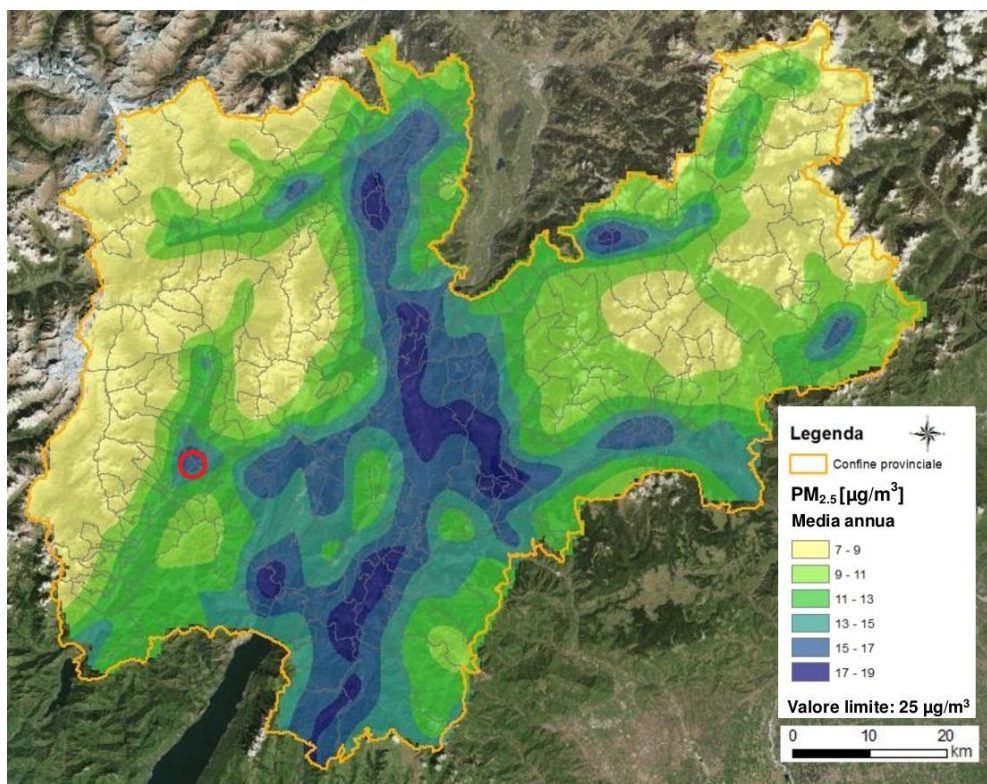 Legenda
Confine provinciale
PM2.5 [µg/m³]
Media annua
7 - 9
9 - 11
11 - 13
13 - 15
15 - 17
17 - 19
Valore limite: 25 µg/m³
0 10 20
km